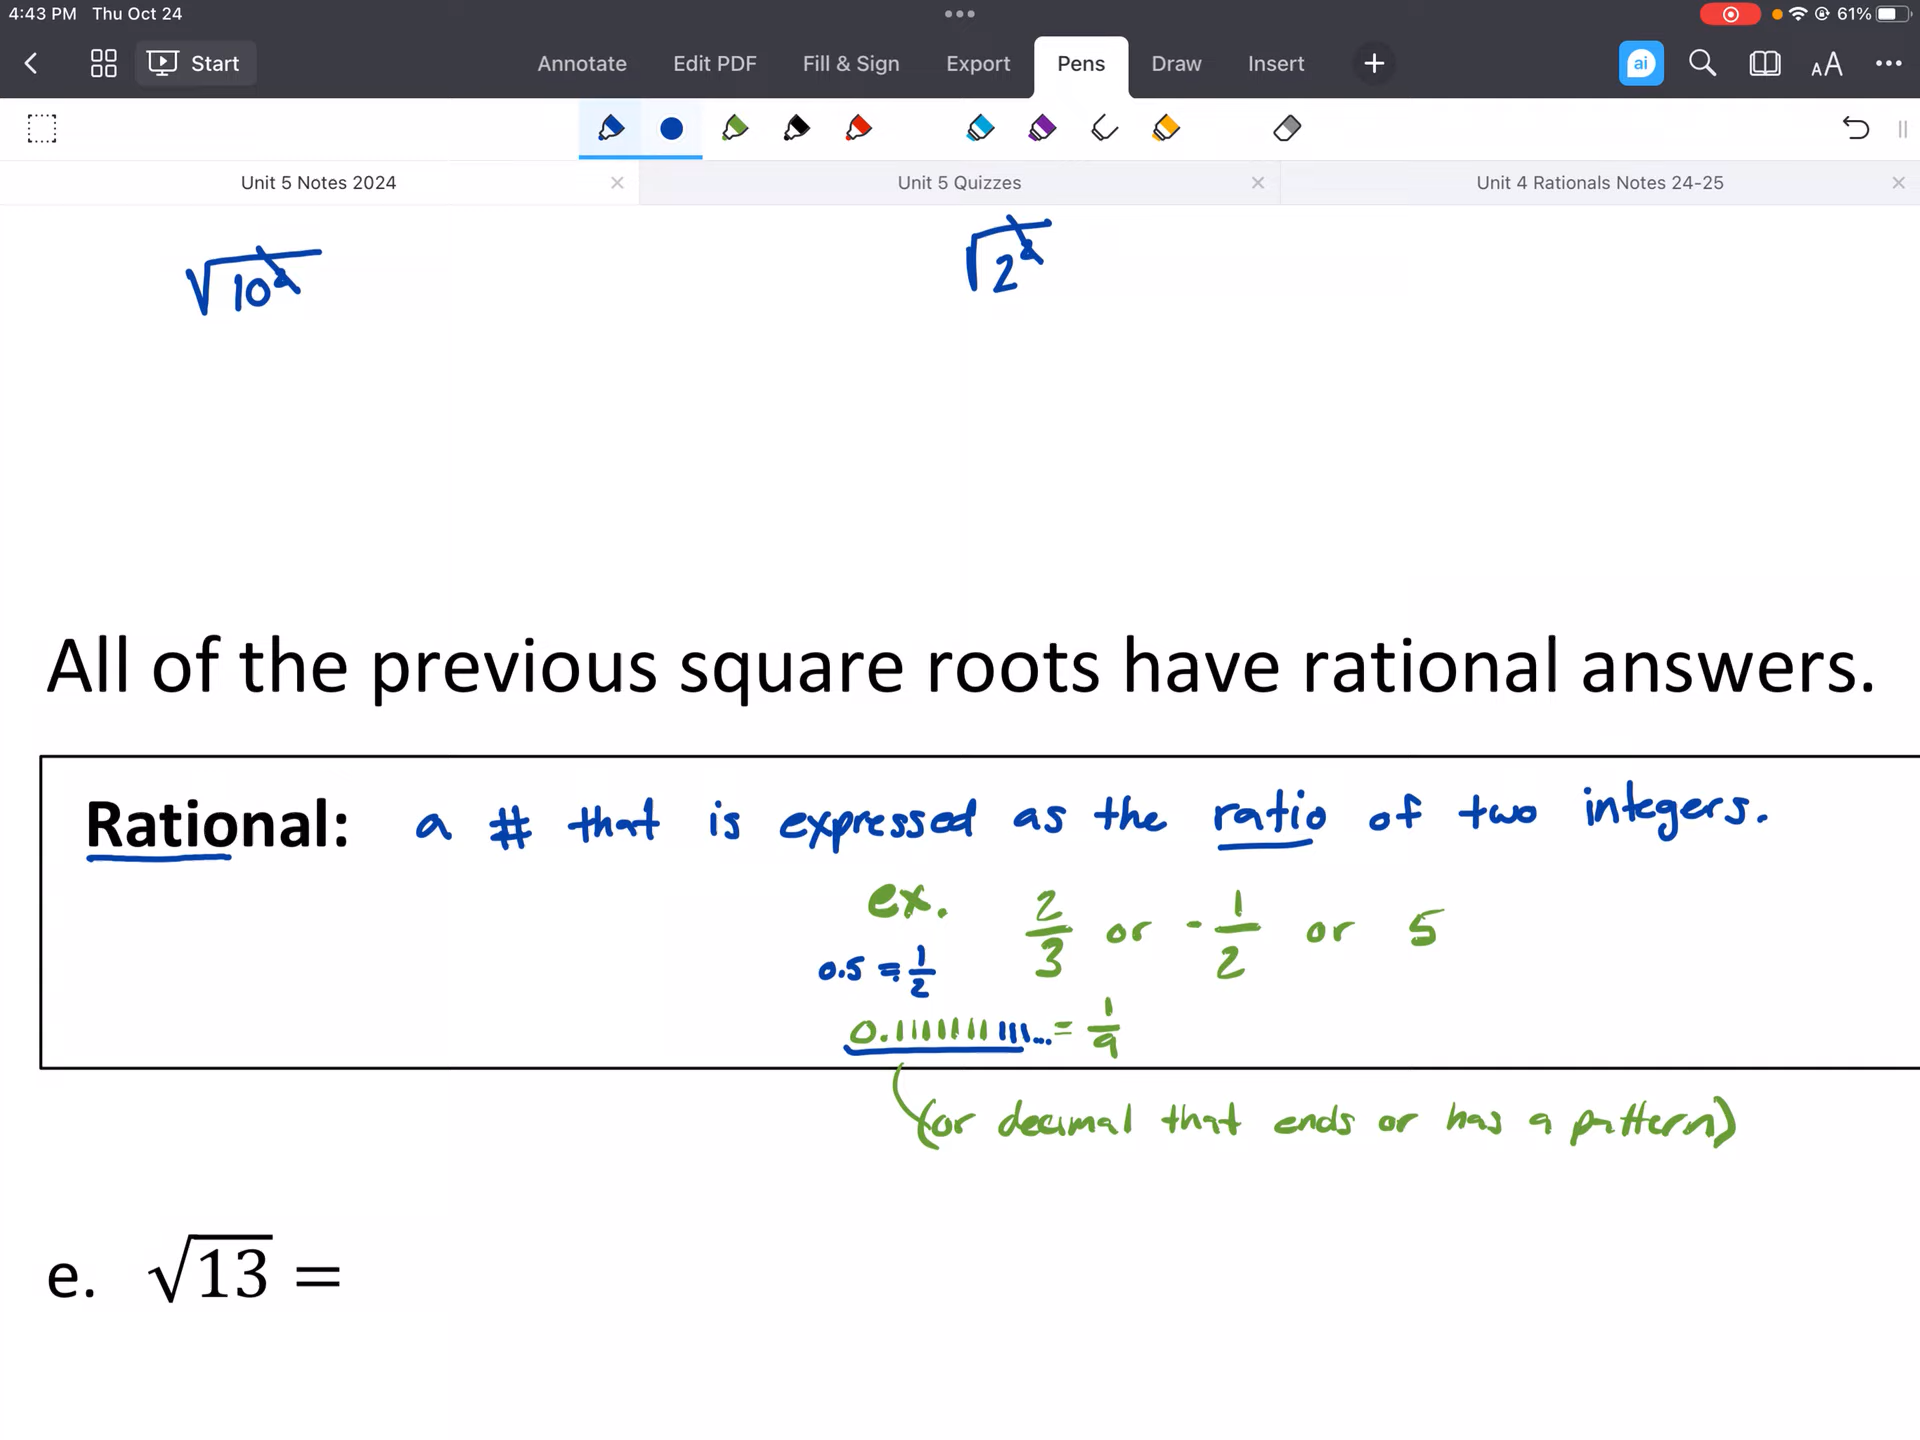 4:43 PM Thu Oct 24 61%
Start Annotate Edit PDF Fill & Sign Export Pens Draw Insert + ai AA
Unit 5 Notes 2024 × Unit 5 Quizzes × Unit 4 Rationals Notes 24-25 ×
√10² √2²
All of the previous square roots have rational answers.
Rational: a # that is expressed as the ratio of two integers.
ex. 2/3 or -1/2 or 5
0.5 = 1/2
0.11111111111... = 1/9
(or decimal that ends or has a pattern)
e. √13 =